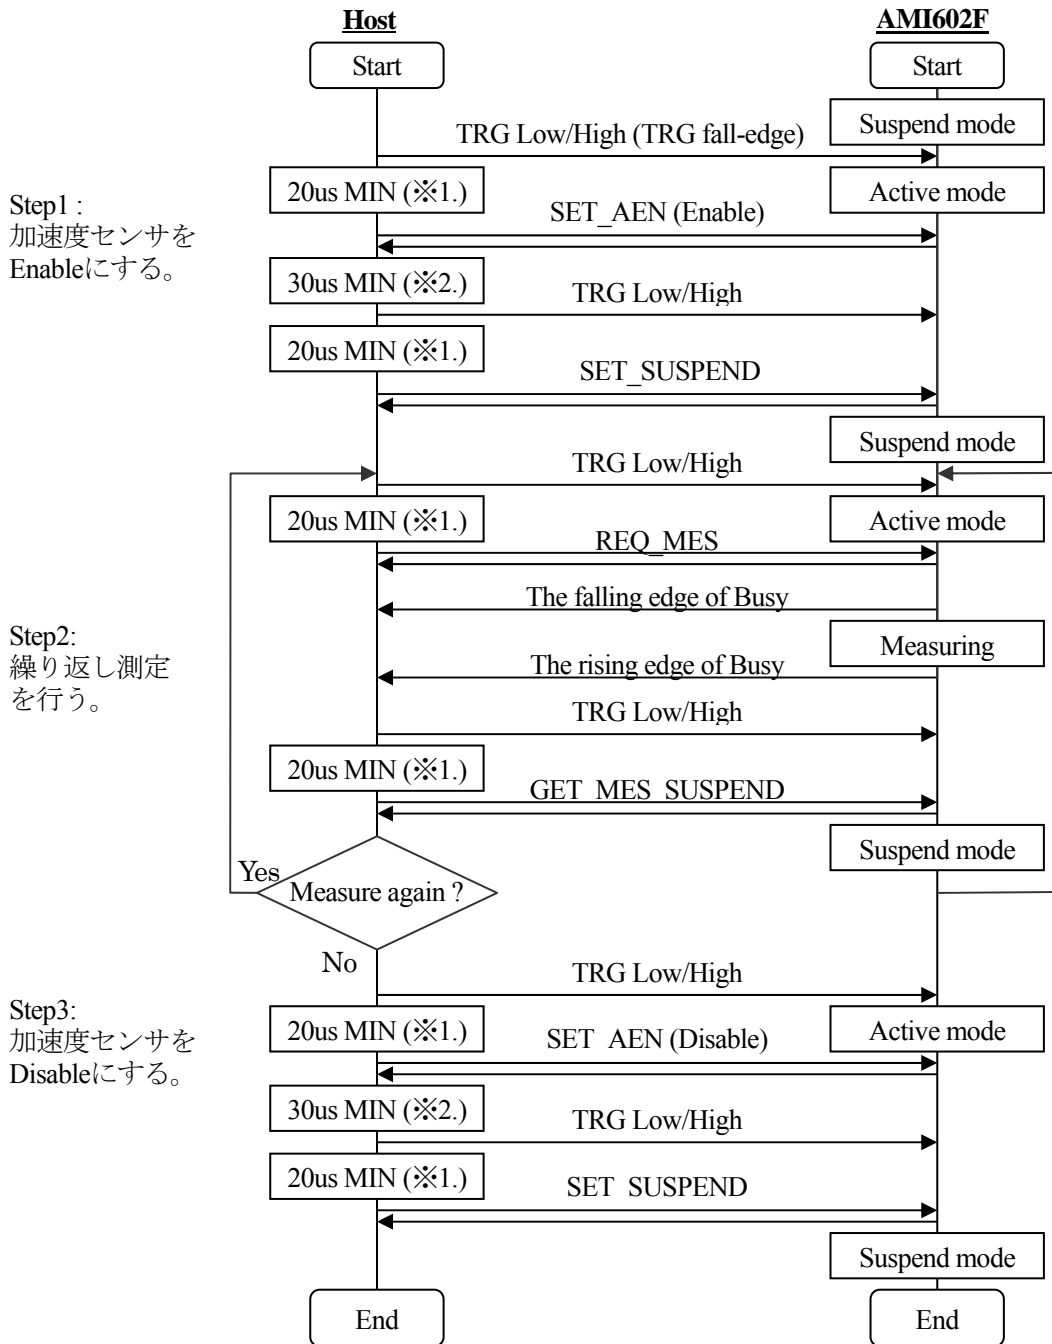 Host
AMI602F
Start
Start
Suspend mode
TRG Low/High (TRG fall-edge)
Step1 :
加速度センサを
Enableにする。
20us MIN (※1.)
Active mode
SET_AEN (Enable)
30us MIN (※2.)
TRG Low/High
20us MIN (※1.)
SET_SUSPEND
Suspend mode
TRG Low/High
20us MIN (※1.)
Active mode
REQ_MES
The falling edge of Busy
Step2:
繰り返し測定
を行う。
Measuring
The rising edge of Busy
TRG Low/High
20us MIN (※1.)
GET_MES_SUSPEND
Suspend mode
Yes
Measure again ?
No
TRG Low/High
Step3:
加速度センサを
Disableにする。
20us MIN (※1.)
Active mode
SET_AEN (Disable)
30us MIN (※2.)
TRG Low/High
20us MIN (※1.)
SET_SUSPEND
Suspend mode
End
End